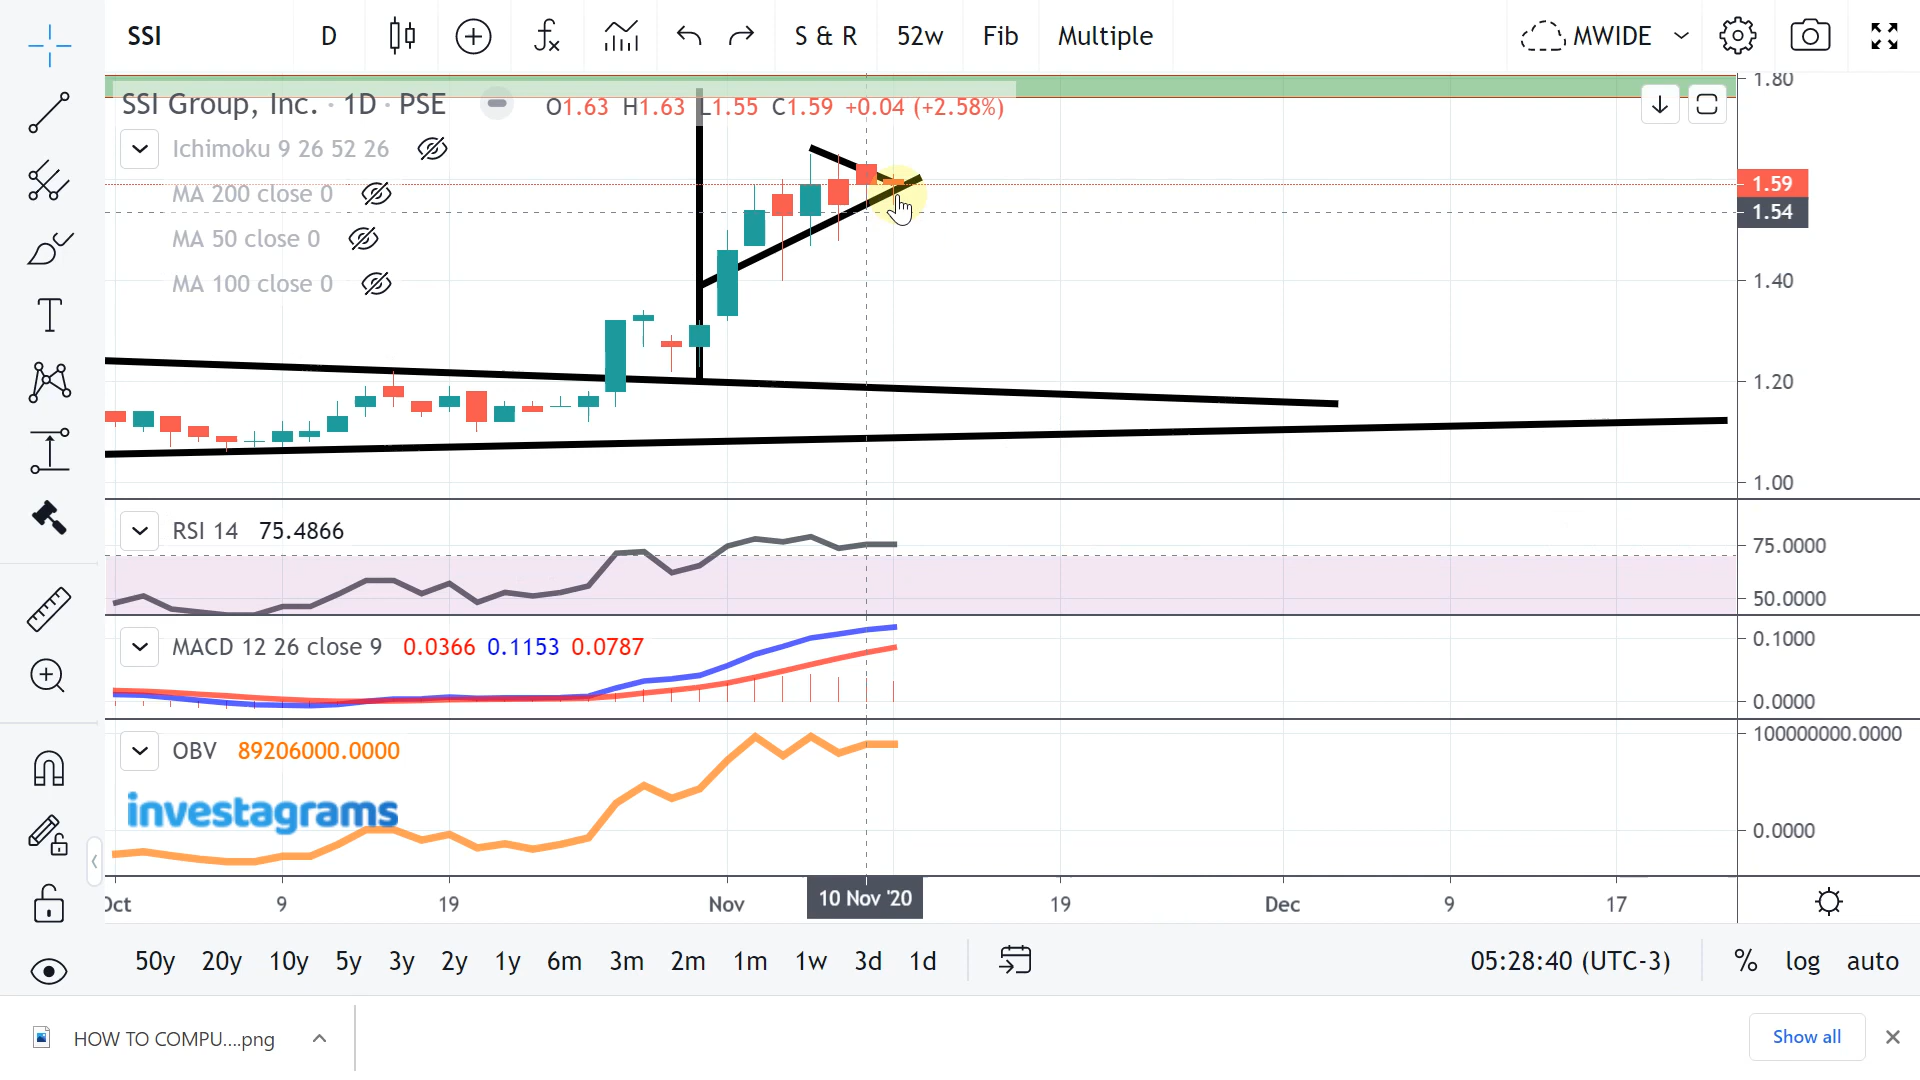 SSI D S & R 52w Fib Multiple MWIDE
SSI Group, Inc. · 1D · PSE O1.63 H1.63 L1.55 C1.59 +0.04 (+2.58%)
Ichimoku 9 26 52 26
MA 200 close 0
MA 50 close 0
MA 100 close 0
1.80
1.59
1.54
1.40
1.20
1.00
RSI 14 75.4866
75.0000
50.0000
MACD 12 26 close 9 0.0366 0.1153 0.0787
0.1000
0.0000
OBV 89206000.0000
100000000.0000
0.0000
investagrams
Oct 9 19 Nov 10 Nov '20 19 Dec 9 17
50y 20y 10y 5y 3y 2y 1y 6m 3m 2m 1m 1w 3d 1d 05:28:40 (UTC-3) % log auto
HOW TO COMPU....png Show all